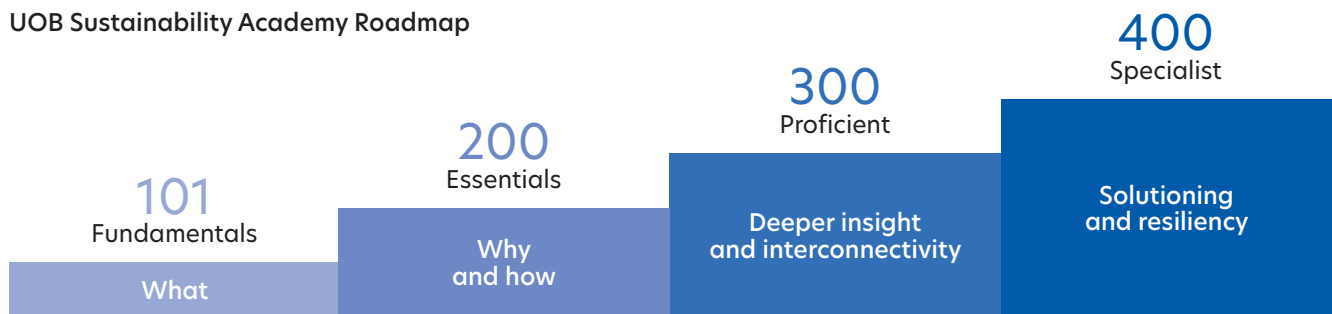 UOB Sustainability Academy Roadmap
101
Fundamentals
What
200
Essentials
Why
and how
300
Proficient
Deeper insight
and interconnectivity
400
Specialist
Solutioning
and resiliency